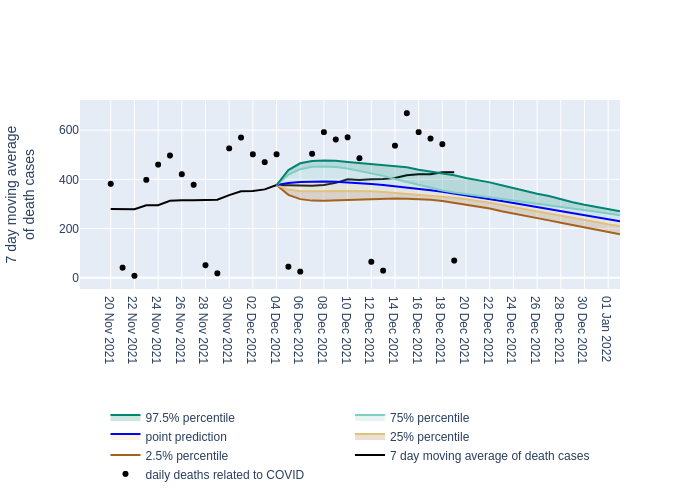 7 day moving average
of death cases
600
400
200
0
20 Nov 2021
22 Nov 2021
24 Nov 2021
26 Nov 2021
28 Nov 2021
30 Nov 2021
02 Dec 2021
04 Dec 2021
06 Dec 2021
08 Dec 2021
10 Dec 2021
12 Dec 2021
14 Dec 2021
16 Dec 2021
18 Dec 2021
20 Dec 2021
22 Dec 2021
24 Dec 2021
26 Dec 2021
28 Dec 2021
30 Dec 2021
01 Jan 2022
97.5% percentile
75% percentile
point prediction
25% percentile
2.5% percentile
7 day moving average of death cases
daily deaths related to COVID